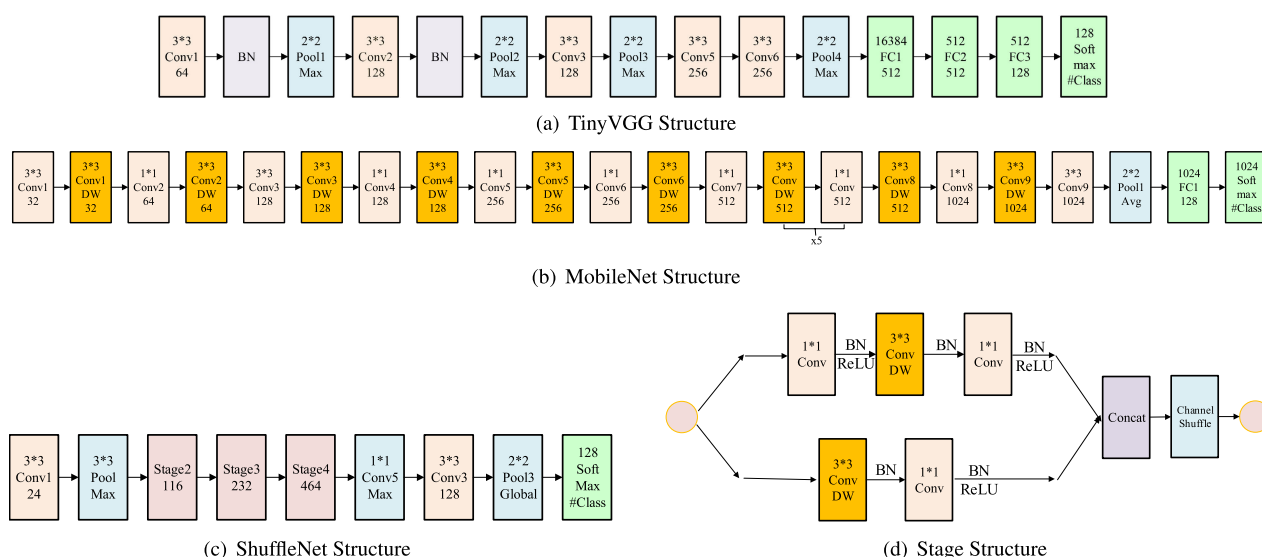 3*3
Conv1
64
BN
2*2
Pool1
Max
3*3
Conv2
128
BN
2*2
Pool2
Max
3*3
Conv3
128
2*2
Pool3
Max
3*3
Conv5
256
3*3
Conv6
256
2*2
Pool4
Max
16384
FC1
512
512
FC2
512
512
FC3
128
128
Soft
max
#Class
(a) TinyVGG Structure
3*3
Conv1
32
3*3
Conv1
DW
32
1*1
Conv2
64
3*3
Conv2
DW
64
3*3
Conv3
128
3*3
Conv3
DW
128
1*1
Conv4
128
3*3
Conv4
DW
128
1*1
Conv5
256
3*3
Conv5
DW
256
1*1
Conv6
256
3*3
Conv6
DW
256
1*1
Conv7
512
3*3
Conv
DW
512
1*1
Conv
512
3*3
Conv8
DW
512
1*1
Conv8
1024
3*3
Conv9
DW
1024
3*3
Conv9
1024
2*2
Pool1
Avg
1024
FC1
128
1024
Soft
max
#Class
x5
(b) MobileNet Structure
3*3
Conv1
24
3*3
Pool
Max
Stage2
116
Stage3
232
Stage4
464
1*1
Conv5
Max
3*3
Conv3
128
2*2
Pool3
Global
128
Soft
Max
#Class
(c) ShuffleNet Structure
1*1
Conv
BN
ReLU
3*3
Conv
DW
BN
1*1
Conv
BN
ReLU
3*3
Conv
DW
BN
1*1
Conv
BN
ReLU
Concat
Channel
Shuffle
(d) Stage Structure